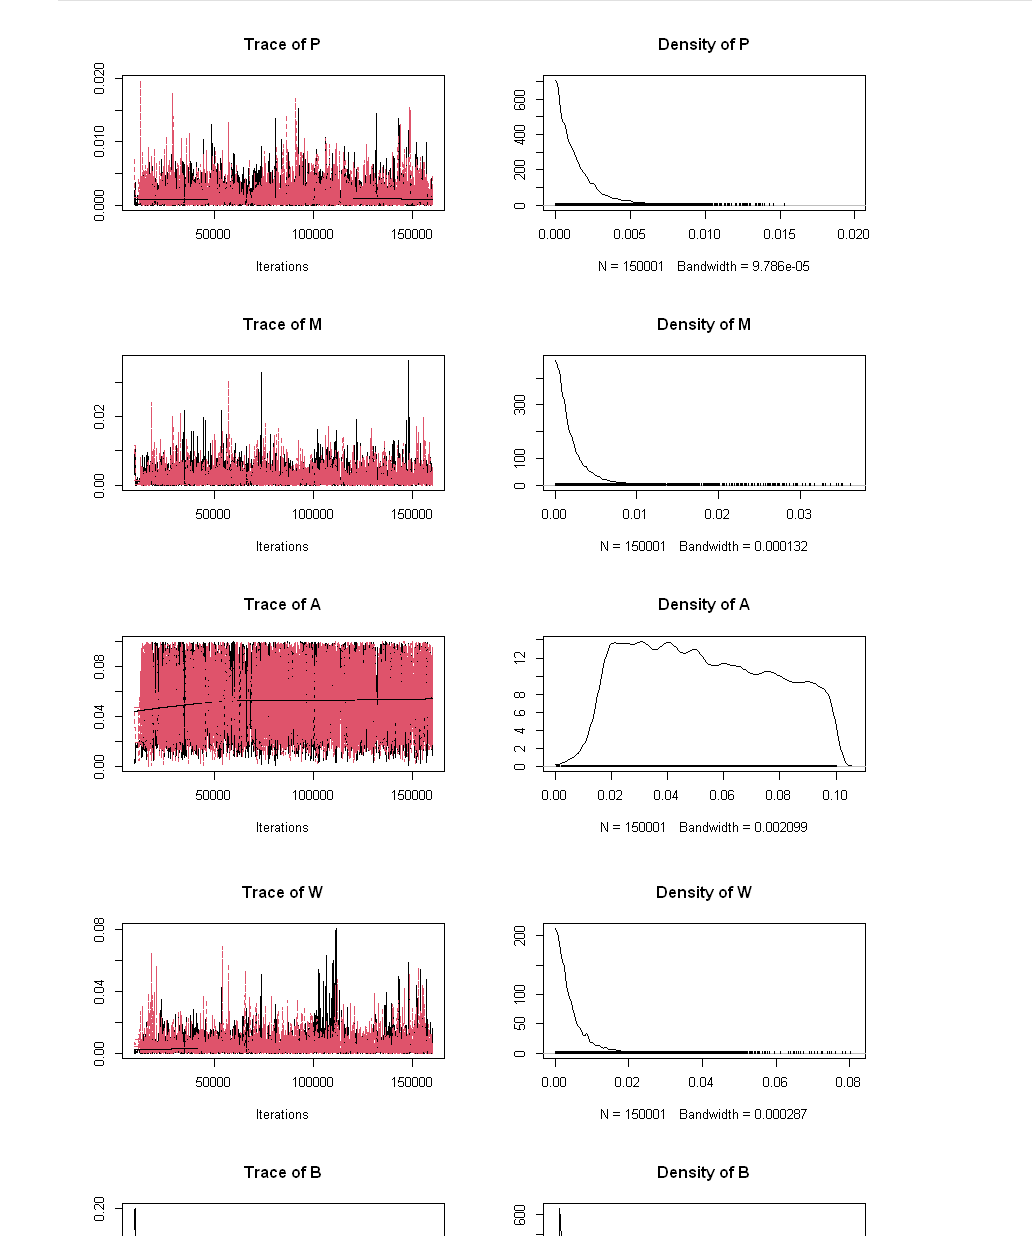 Trace of P
0.000 0.010 0.020
50000 100000 150000
Iterations
Density of P
0 200 400 600
0.000 0.005 0.010 0.015 0.020
N = 150001 Bandwidth = 9.786e-05
Trace of M
0.00 0.02
50000 100000 150000
Iterations
Density of M
0 100 300
0.00 0.01 0.02 0.03
N = 150001 Bandwidth = 0.000132
Trace of A
0.00 0.04 0.08
50000 100000 150000
Iterations
Density of A
0 2 4 6 8 12
0.00 0.02 0.04 0.06 0.08 0.10
N = 150001 Bandwidth = 0.002099
Trace of W
0.00 0.04 0.08
50000 100000 150000
Iterations
Density of W
0 50 100 200
0.00 0.02 0.04 0.06 0.08
N = 150001 Bandwidth = 0.000287
Trace of B
0.20
Density of B
600